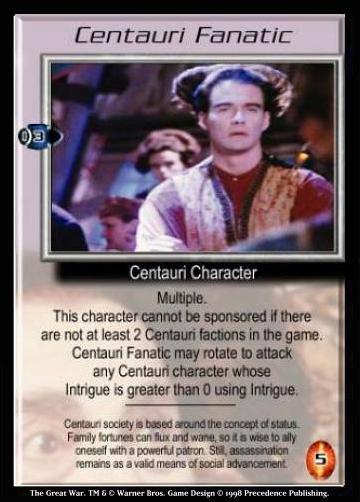 Centauri Fanatic
3
Centauri Character
Multiple.
This character cannot be sponsored if there
are not at least 2 Centauri factions in the game.
Centauri Fanatic may rotate to attack
any Centauri character whose
Intrigue is greater than 0 using Intrigue.
Centauri society is based around the concept of status.
Family fortunes can flux and wane, so it is wise to ally
oneself with a powerful patron. Still, assassination
remains as a valid means of social advancement.
5
The Great War. TM & © Warner Bros. Game Design © 1998 Precedence Publishing.